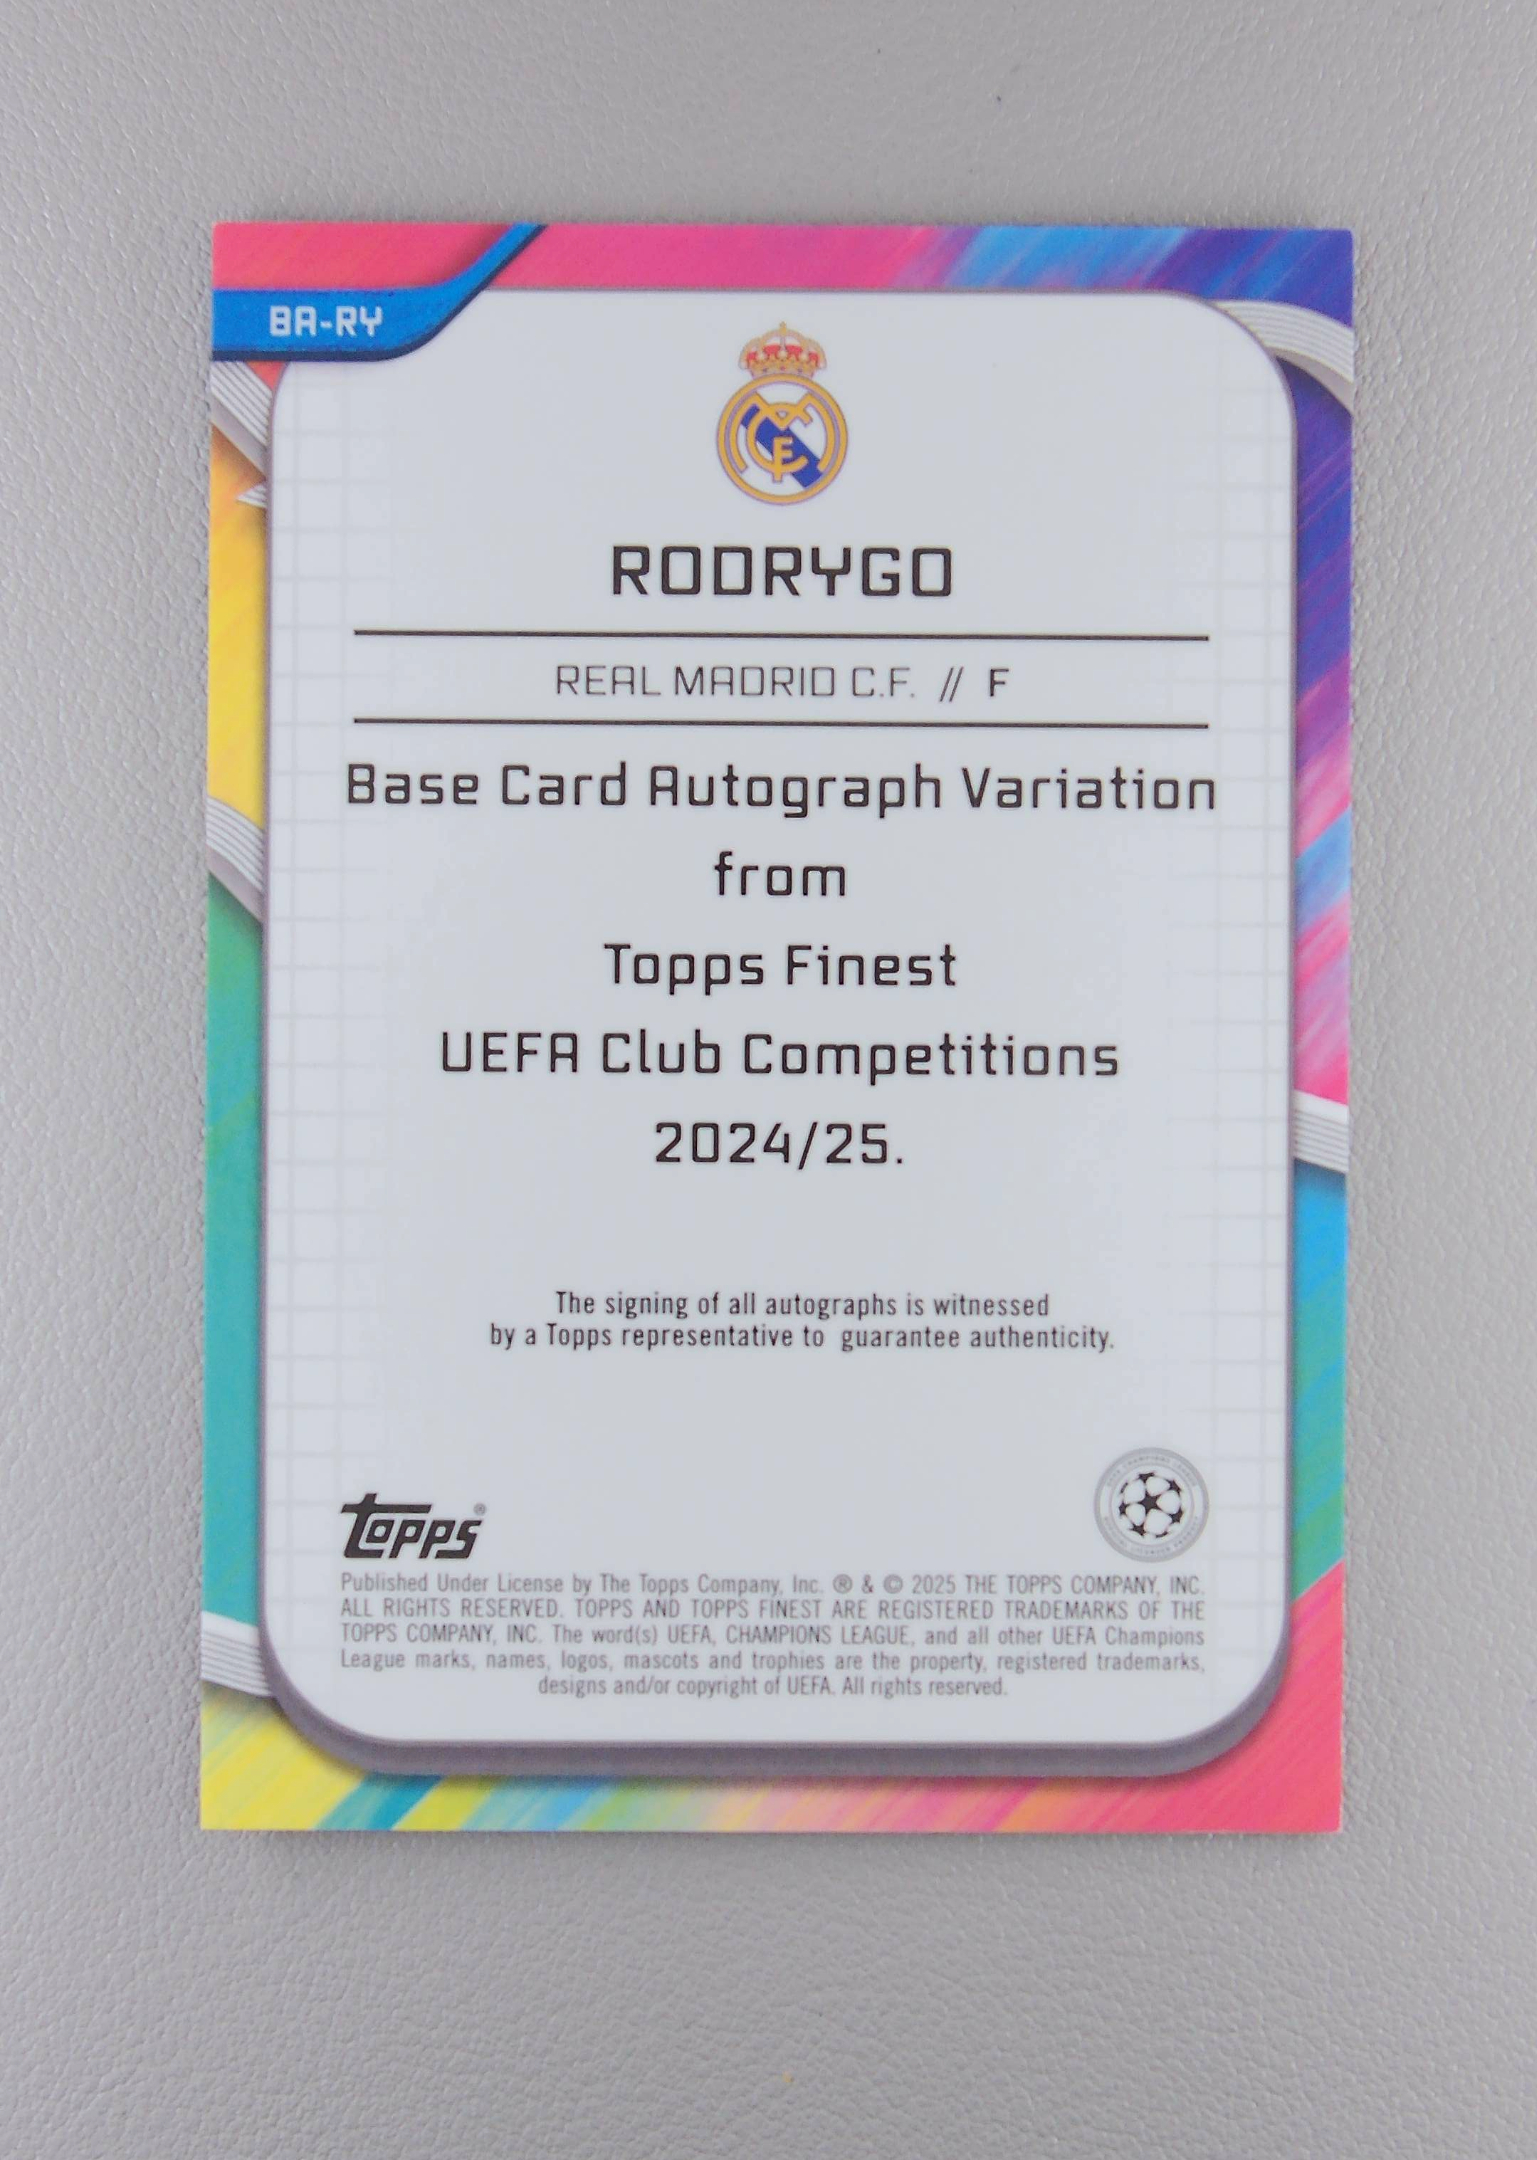 BA-RY
RODRYGO
REAL MADRID C.F. // F
Base Card Autograph Variation
from
Topps Finest
UEFA Club Competitions
2024/25.
The signing of all autographs is witnessed
by a Topps representative to guarantee authenticity.
Topps®
Published Under License by The Topps Company, Inc. ® & © 2025 THE TOPPS COMPANY, INC.
ALL RIGHTS RESERVED. TOPPS AND TOPPS FINEST ARE REGISTERED TRADEMARKS OF THE
TOPPS COMPANY, INC. The word(s) UEFA, CHAMPIONS LEAGUE, and all other UEFA Champions
League marks, names, logos, mascots and trophies are the property, registered trademarks,
designs and/or copyright of UEFA. All rights reserved.